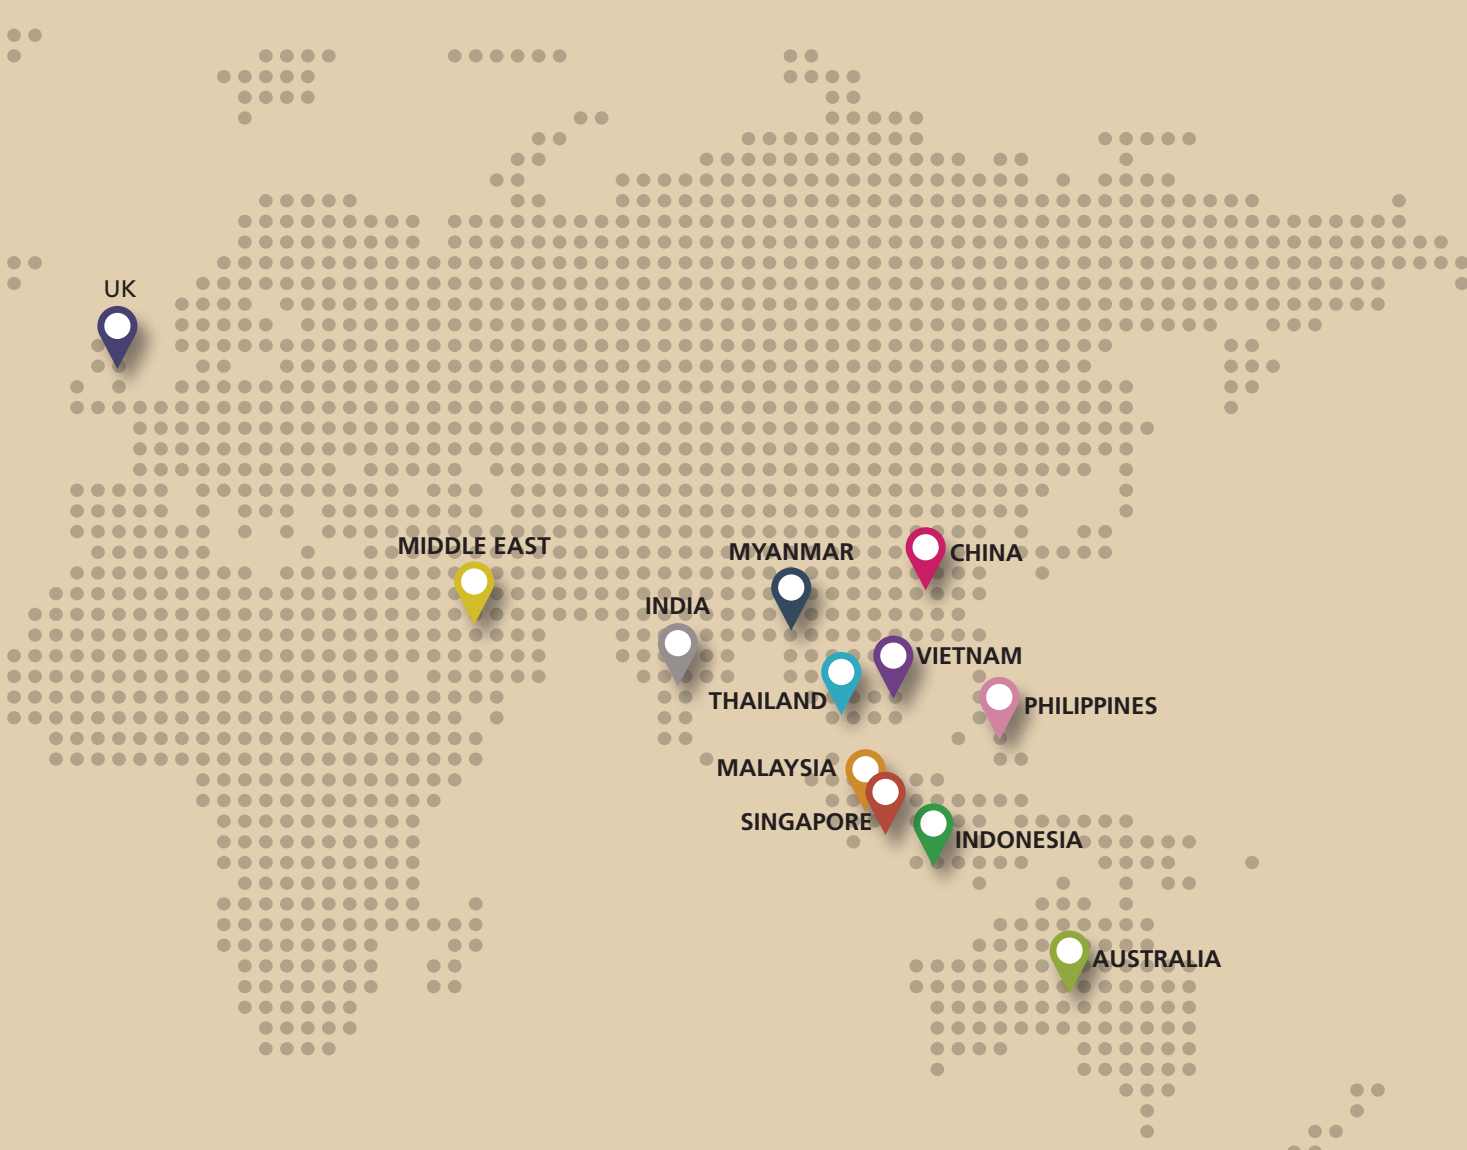 UK
MIDDLE EAST
MYANMAR
CHINA
INDIA
VIETNAM
THAILAND
PHILIPPINES
MALAYSIA
SINGAPORE
INDONESIA
AUSTRALIA